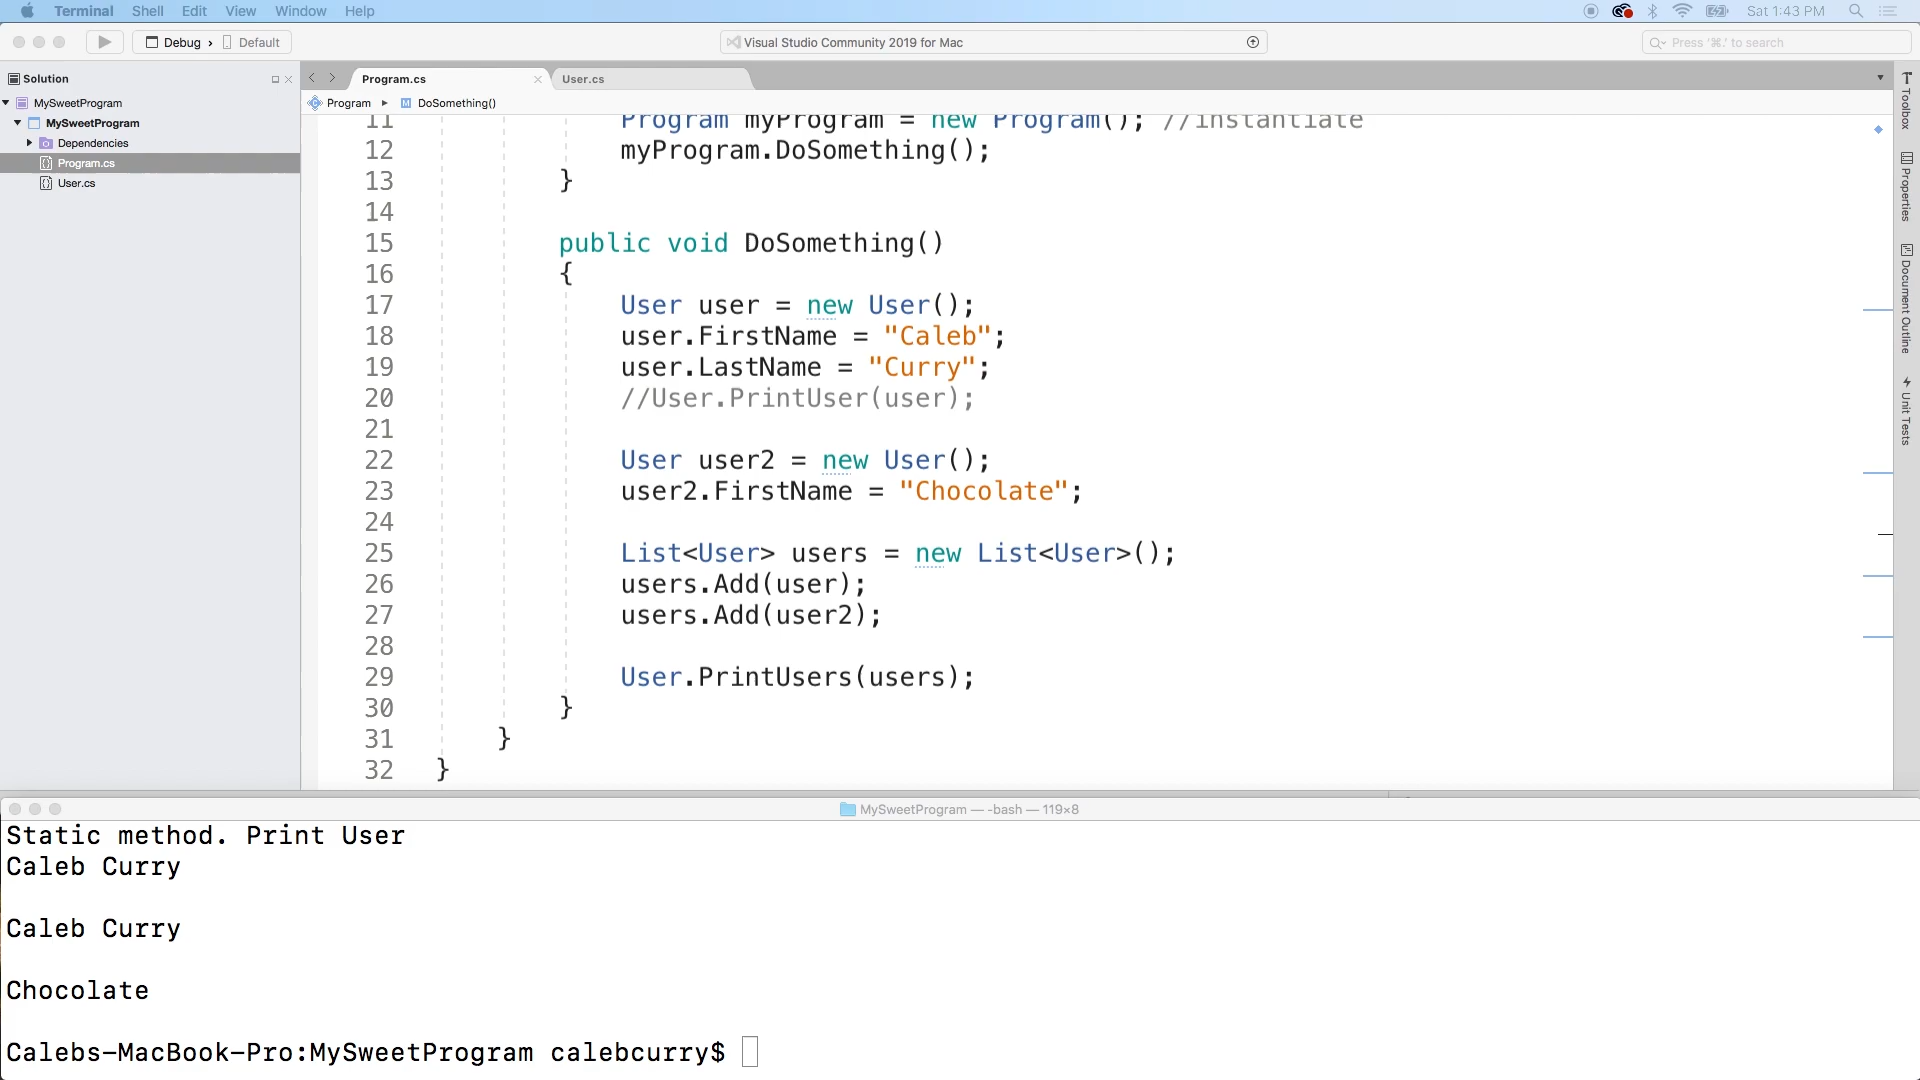 Terminal Shell Edit View Window Help Sat 1:43 PM
Debug › Default Visual Studio Community 2019 for Mac Press '⌘.' to search
Solution
MySweetProgram
MySweetProgram
Dependencies
Program.cs
User.cs
Program.cs User.cs
Program ▸ DoSomething()
11 Program myProgram = new Program(); //instantiate
12 myProgram.DoSomething();
13 }
14
15 public void DoSomething()
16 {
17 User user = new User();
18 user.FirstName = "Caleb";
19 user.LastName = "Curry";
20 //User.PrintUser(user);
21
22 User user2 = new User();
23 user2.FirstName = "Chocolate";
24
25 List<User> users = new List<User>();
26 users.Add(user);
27 users.Add(user2);
28
29 User.PrintUsers(users);
30 }
31 }
32 }
Toolbox
Properties
Document Outline
Unit Tests
MySweetProgram — -bash — 119×8
Static method. Print User
Caleb Curry
Caleb Curry
Chocolate
Calebs-MacBook-Pro:MySweetProgram calebcurry$